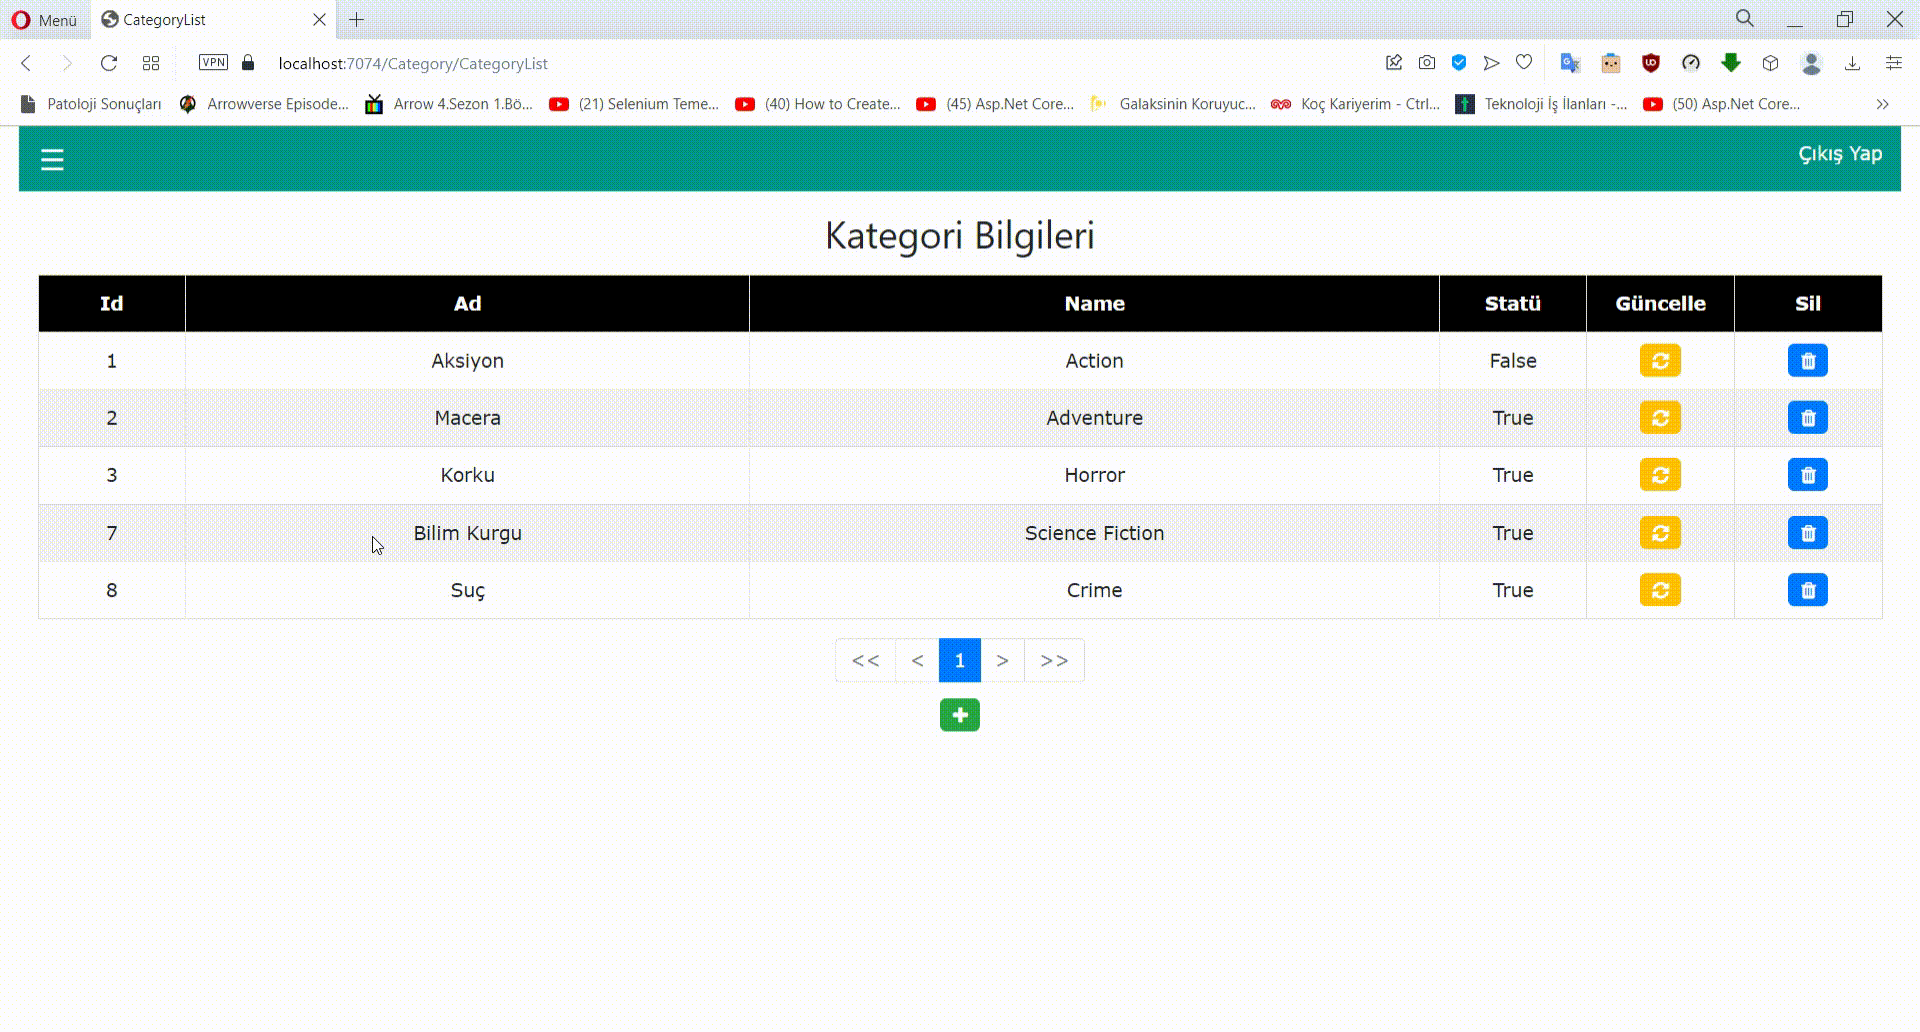 Menü CategoryList
VPN localhost:7074/Category/CategoryList
Patoloji Sonuçları Arrowverse Episode... Arrow 4.Sezon 1.Bö... (21) Selenium Teme... (40) How to Create... (45) Asp.Net Core... Galaksinin Koruyuc... Koç Kariyerim - Ctrl... Teknoloji İş İlanları -... (50) Asp.Net Core... >>
Çıkış Yap
Kategori Bilgileri
Id Ad Name Statü Güncelle Sil
1 Aksiyon Action False
2 Macera Adventure True
3 Korku Horror True
7 Bilim Kurgu Science Fiction True
8 Suç Crime True
<< < 1 > >>